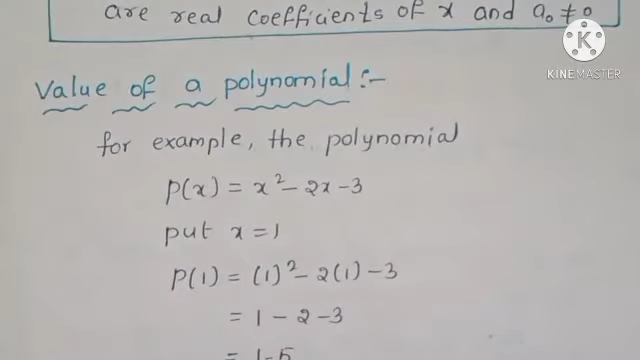 are real coefficients of x and a₀ ≠ 0
KINEMASTER
Value of a polynomial :-
for example, the polynomial
p(x) = x² - 2x - 3
put x = 1
p(1) = (1)² - 2(1) - 3
= 1 - 2 - 3
= 1 - 5